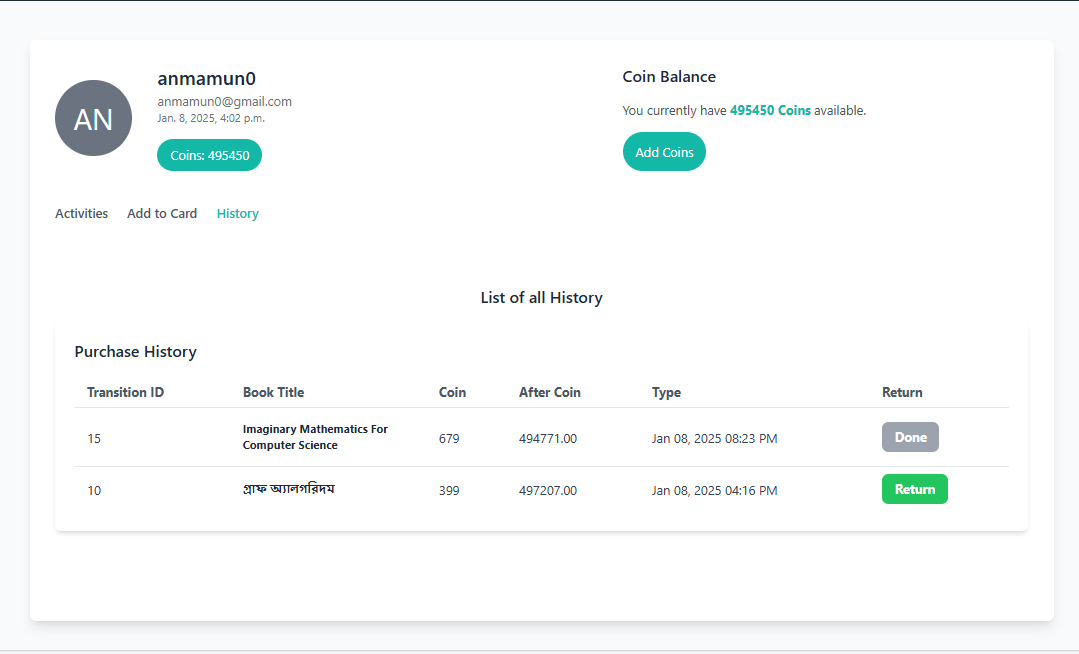 AN
anmamun0
anmamun0@gmail.com
Jan. 8, 2025, 4:02 p.m.
Coins: 495450
Coin Balance
You currently have 495450 Coins available.
Add Coins
Activities Add to Card History
List of all History
Purchase History
Transition ID Book Title Coin After Coin Type Return
15 Imaginary Mathematics For Computer Science 679 494771.00 Jan 08, 2025 08:23 PM Done
10 গ্রাফ অ্যালগরিদম 399 497207.00 Jan 08, 2025 04:16 PM Return